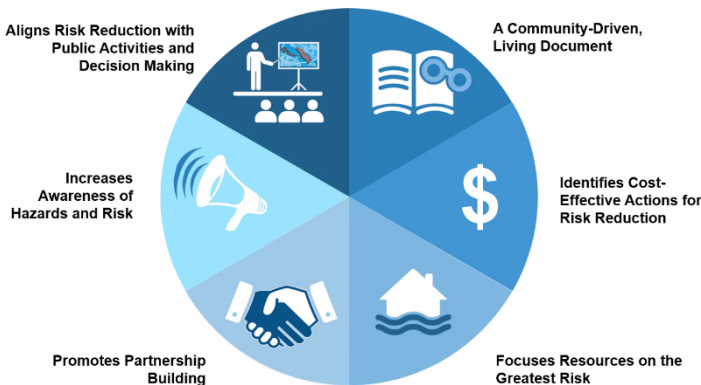 Aligns Risk Reduction with
Public Activities and
Decision Making
A Community-Driven,
Living Document
Increases
Awareness of
Hazards and Risk
$
Identifies Cost-
Effective Actions for
Risk Reduction
Promotes Partnership
Building
Focuses Resources on the
Greatest Risk